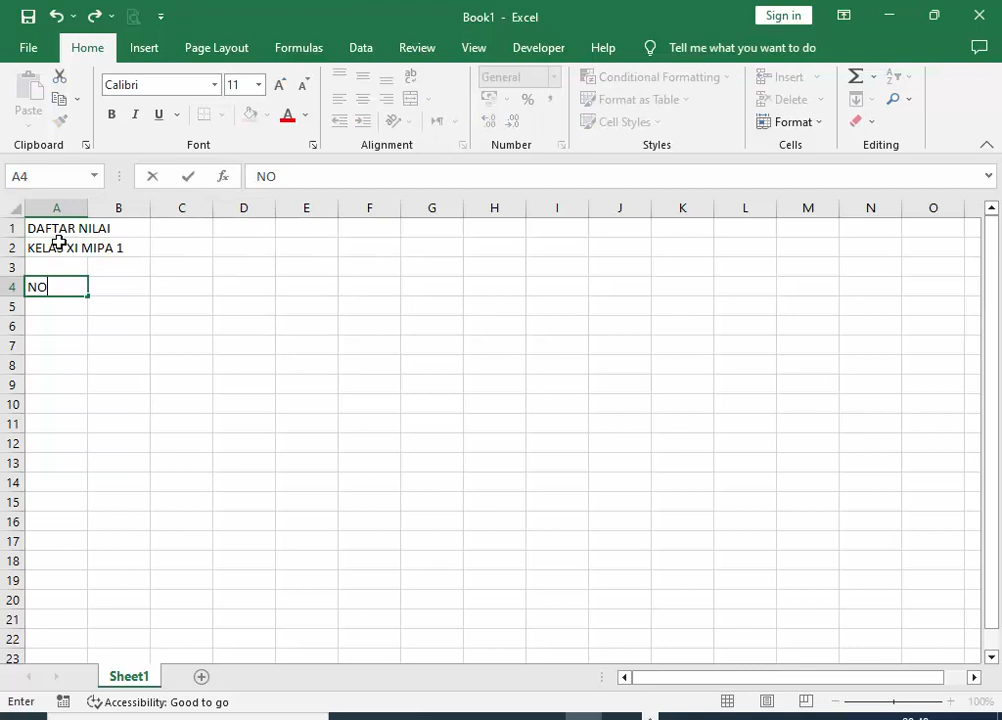 Book1 - Excel
Sign in
File Home Insert Page Layout Formulas Data Review View Developer Help Tell me what you want to do
Calibri 11 A A ab General Conditional Formatting Insert Σ A Z
Paste Format as Table Delete
B I U A % , Cell Styles Format
Clipboard Font Alignment Number Styles Cells Editing
A4 fx NO
A B C D E F G H I J K L M N O
1 DAFTAR NILAI
2 KELAS XI MIPA 1
3
4 NO
5
6
7
8
9
10
11
12
13
14
15
16
17
18
19
20
21
22
23
Sheet1
Enter Accessibility: Good to go 100%